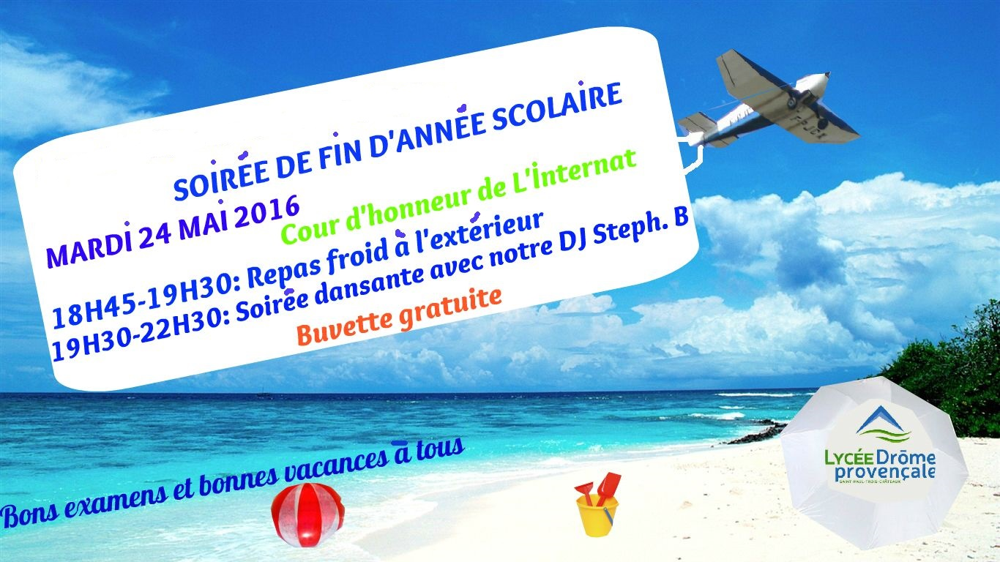 SOIRÉE DE FIN D'ANNÉE SCOLAIRE
MARDI 24 MAI 2016
Cour d'honneur de L'Internat
18H45-19H30: Repas froid à l'extérieur
19H30-22H30: Soirée dansante avec notre DJ Steph. B
Buvette gratuite
Bons examens et bonnes vacances à tous
LYCÉE Drôme
provençale
SAINT-PAUL-TROIS-CHÂTEAUX